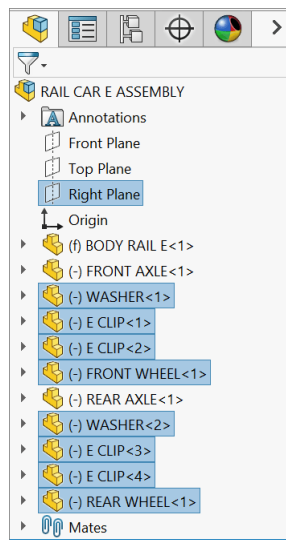 RAIL CAR E ASSEMBLY
Annotations
Front Plane
Top Plane
Right Plane
Origin
(f) BODY RAIL E<1>
(-) FRONT AXLE<1>
(-) WASHER<1>
(-) E CLIP<1>
(-) E CLIP<2>
(-) FRONT WHEEL<1>
(-) REAR AXLE<1>
(-) WASHER<2>
(-) E CLIP<3>
(-) E CLIP<4>
(-) REAR WHEEL<1>
Mates